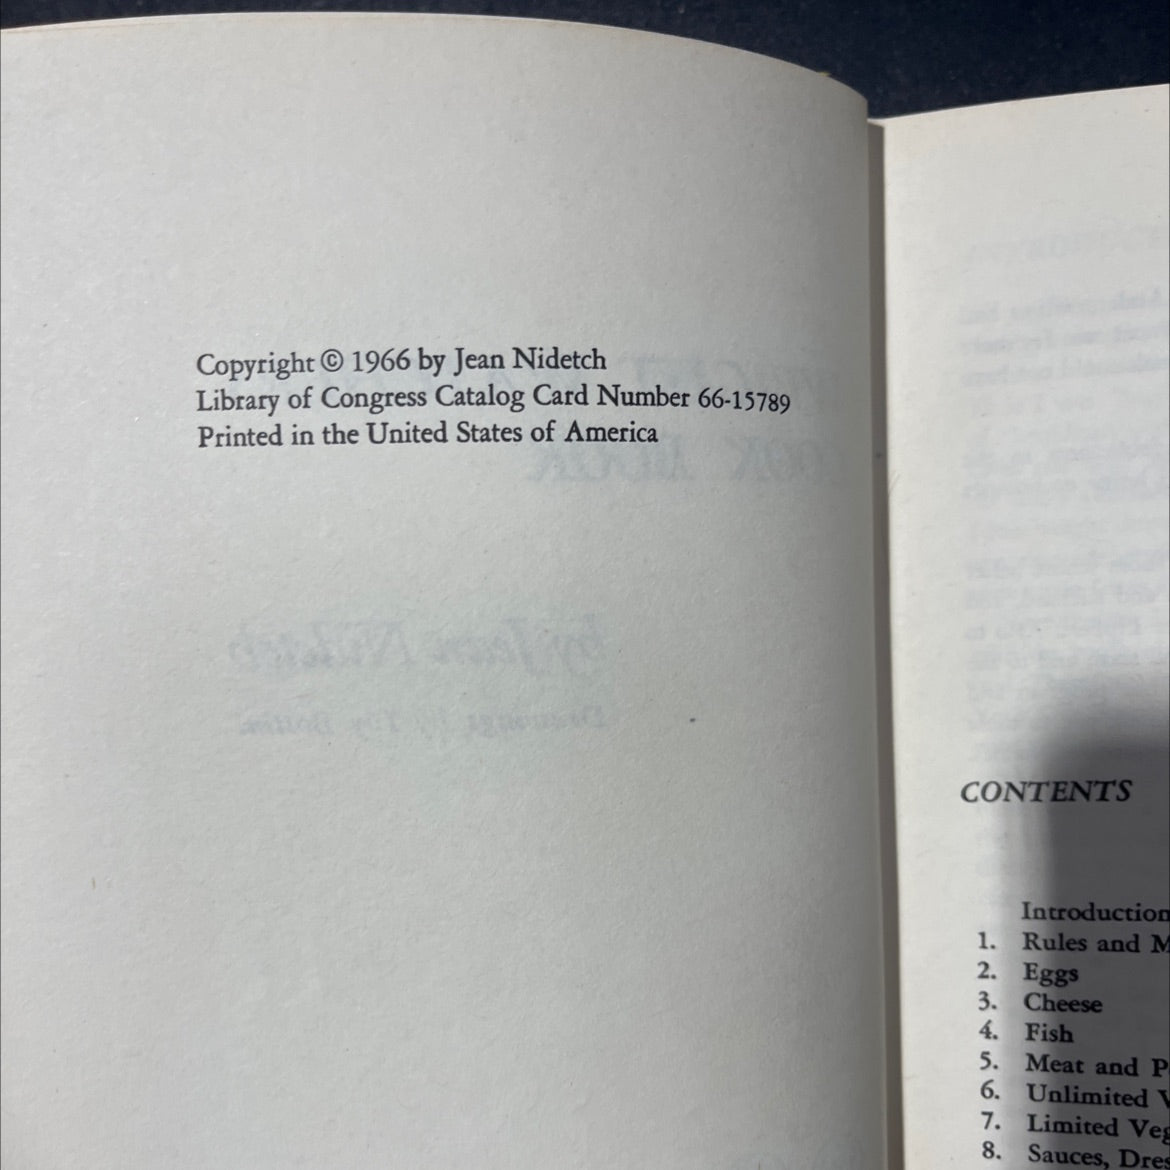 Copyright © 1966 by Jean Nidetch
Library of Congress Catalog Card Number 66-15789
Printed in the United States of America
CONTENTS
Introduction
1. Rules and M
2. Eggs
3. Cheese
4. Fish
5. Meat and P
6. Unlimited V
7. Limited Veg
8. Sauces, Dres